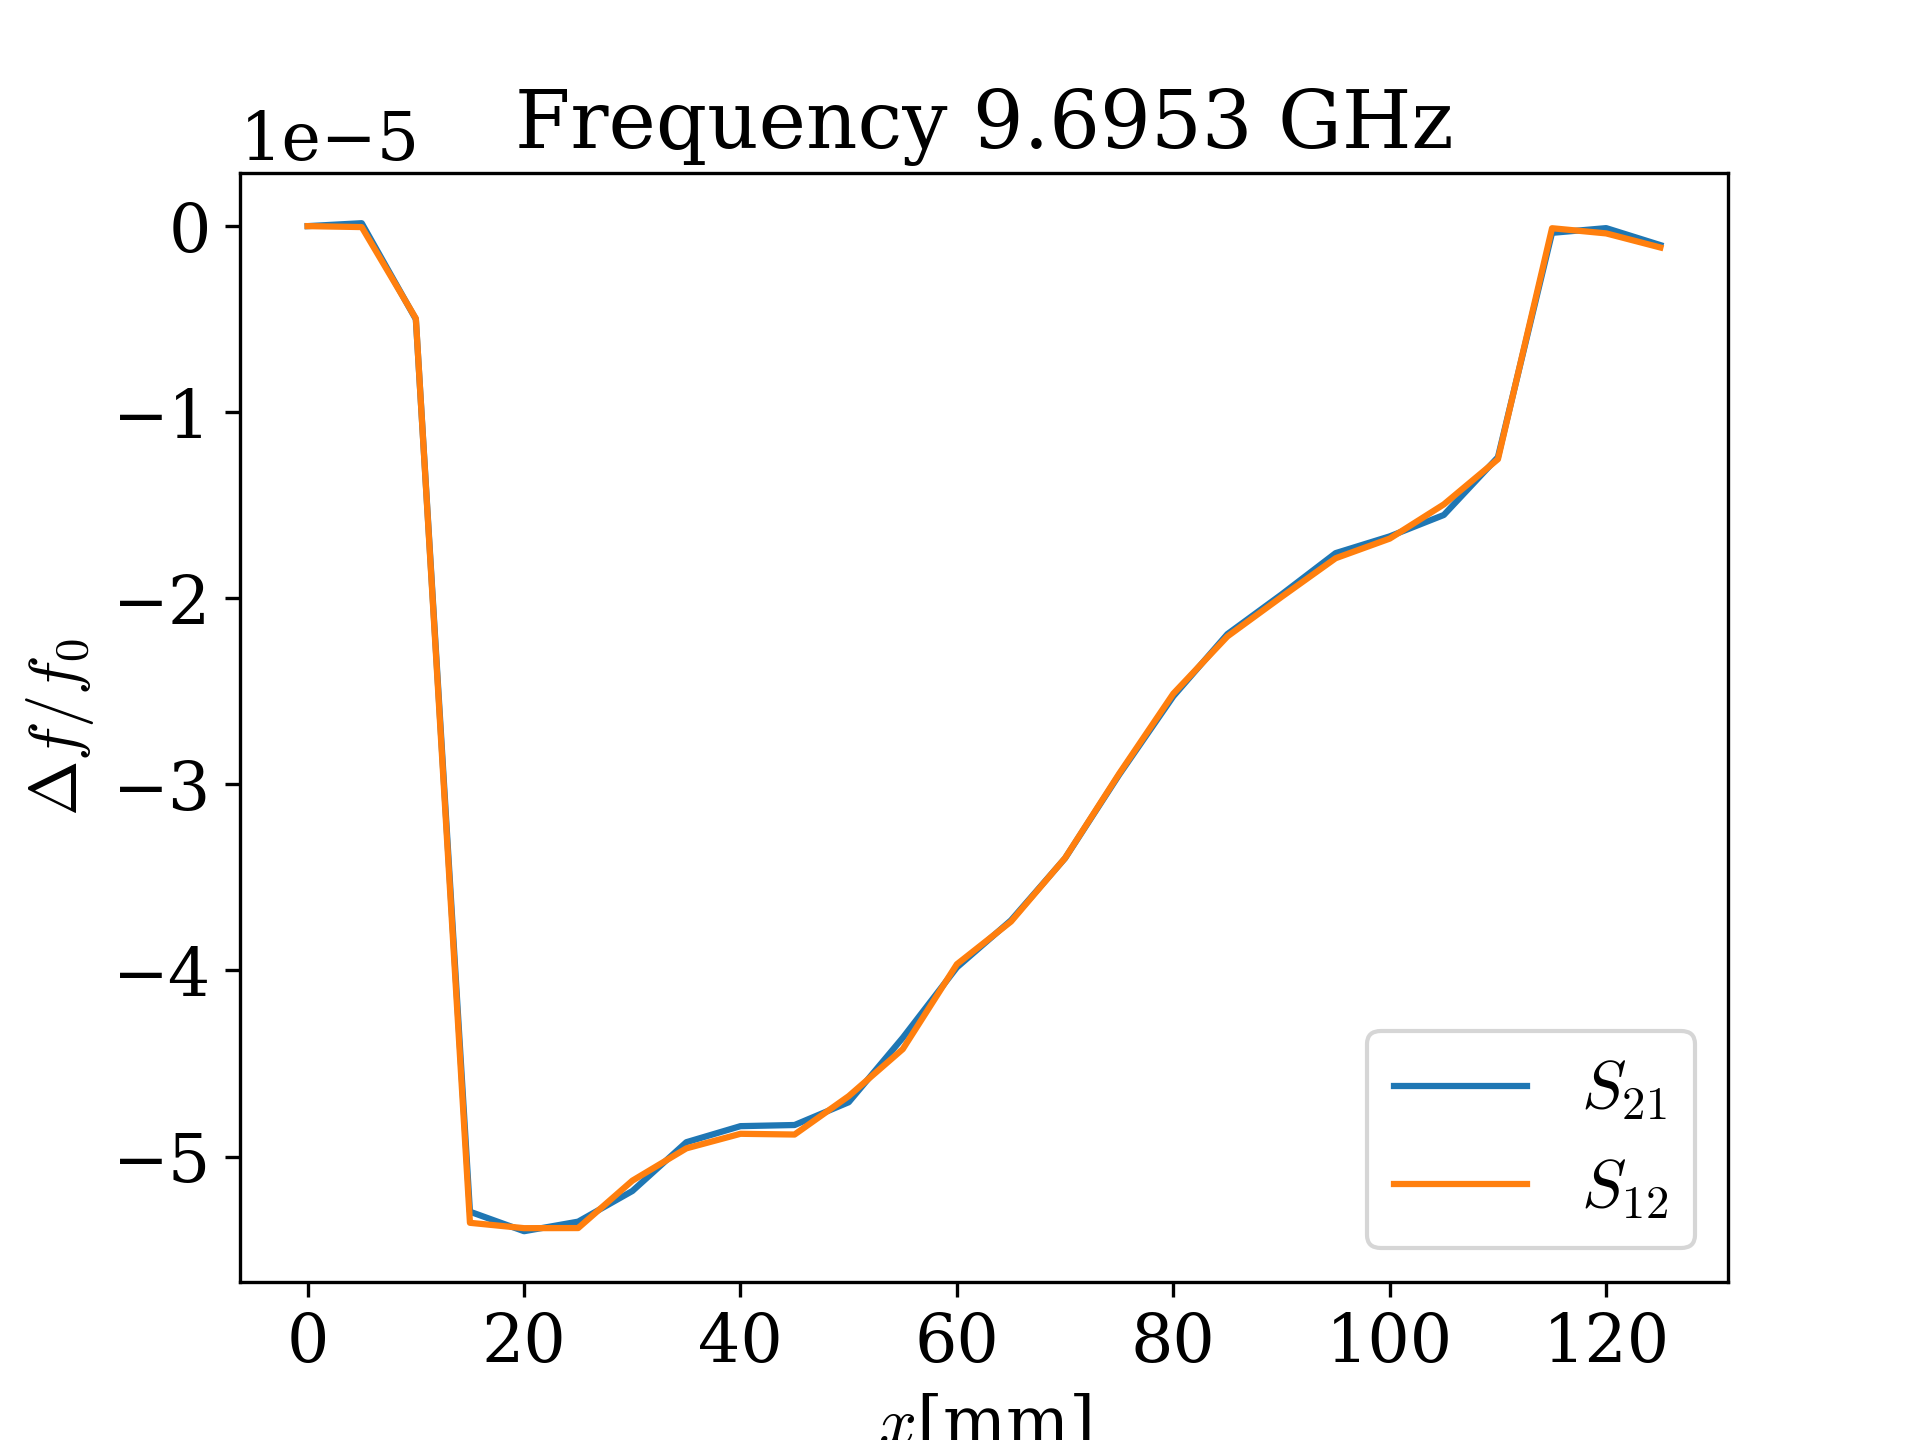 Frequency 9.6953 GHz
1e−5
0
−1
−2
−3
−4
−5
Δf/f₀
S₂₁
S₁₂
0 20 40 60 80 100 120
x[mm]